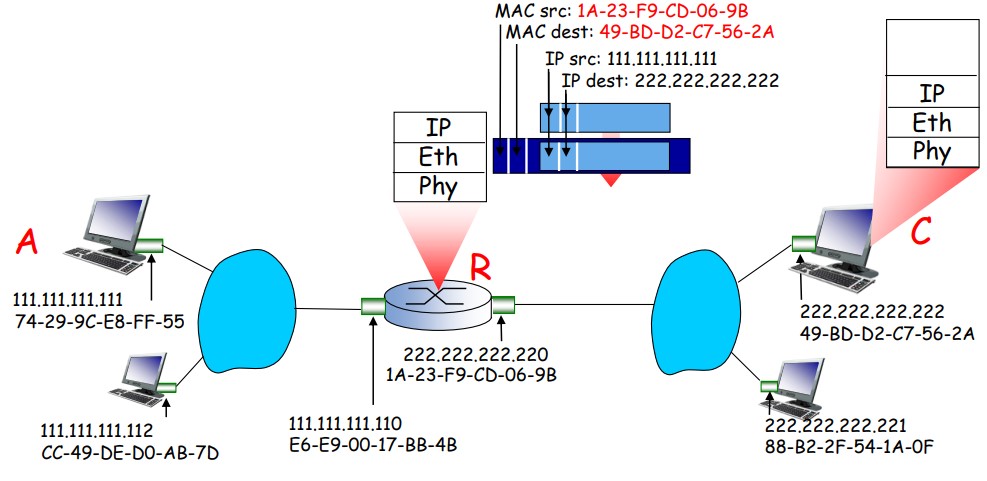 MAC src: 1A-23-F9-CD-06-9B
MAC dest: 49-BD-D2-C7-56-2A
IP src: 111.111.111.111
IP dest: 222.222.222.222
IP
Eth
Phy
IP
Eth
Phy
A
R
C
111.111.111.111
74-29-9C-E8-FF-55
222.222.222.222
49-BD-D2-C7-56-2A
222.222.222.220
1A-23-F9-CD-06-9B
111.111.111.112
CC-49-DE-D0-AB-7D
111.111.111.110
E6-E9-00-17-BB-4B
222.222.222.221
88-B2-2F-54-1A-0F